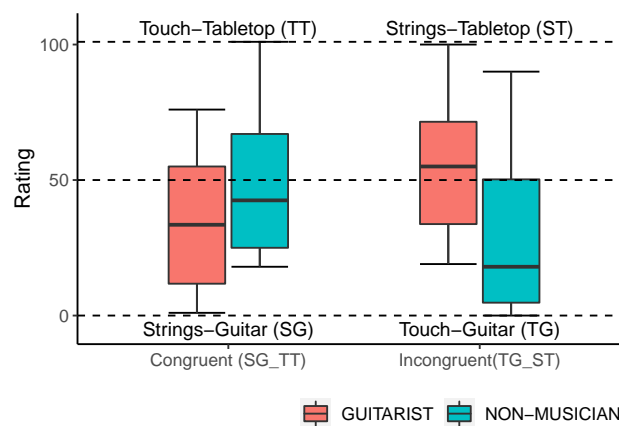 Touch−Tabletop (TT) Strings−Tabletop (ST)
100
Rating
50
0
Strings−Guitar (SG) Touch−Guitar (TG)
Congruent (SG_TT) Incongruent(TG_ST)
GUITARIST NON−MUSICIAN